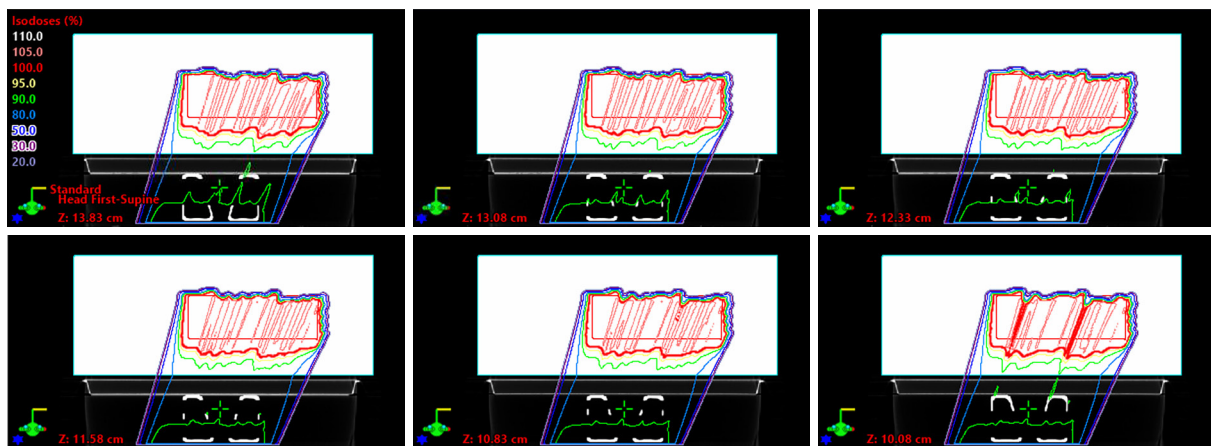 Isodoses (%)
110.0
105.0
100.0
95.0
90.0
80.0
50.0
30.0
20.0
Standard
Head First-Supine
Z: 13.83 cm
Z: 13.08 cm
Z: 12.33 cm
Z: 11.58 cm
Z: 10.83 cm
Z: 10.08 cm